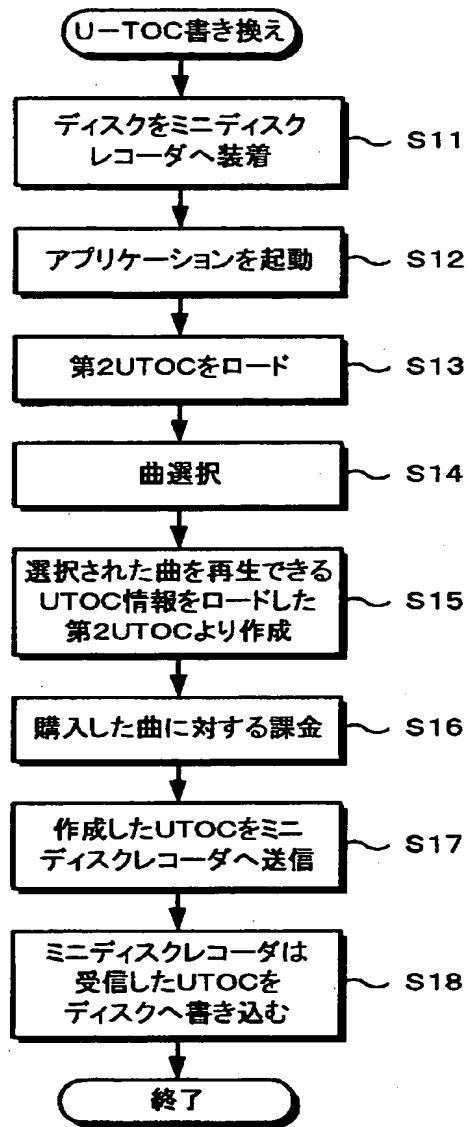 U-TOC書き換え
ディスクをミニディスク
レコーダへ装着
S11
アプリケーションを起動
S12
第2UTOCをロード
S13
曲選択
S14
選択された曲を再生できる
UTOC情報をロードした
第2UTOCより作成
S15
購入した曲に対する課金
S16
作成したUTOCをミニ
ディスクレコーダへ送信
S17
ミニディスクレコーダは
受信したUTOCを
ディスクへ書き込む
S18
終了